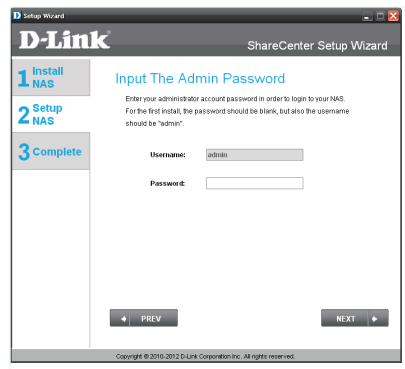 D Setup Wizard
D-Link
ShareCenter Setup Wizard
1 Install NAS
2 Setup NAS
3 Complete
Input The Admin Password
Enter your administrator account password in order to login to your NAS.
For the first install, the password should be blank, but also the username
should be "admin".
Username: admin
Password:
PREV
NEXT
Copyright © 2010-2012 D-Link Corporation Inc. All rights reserved.